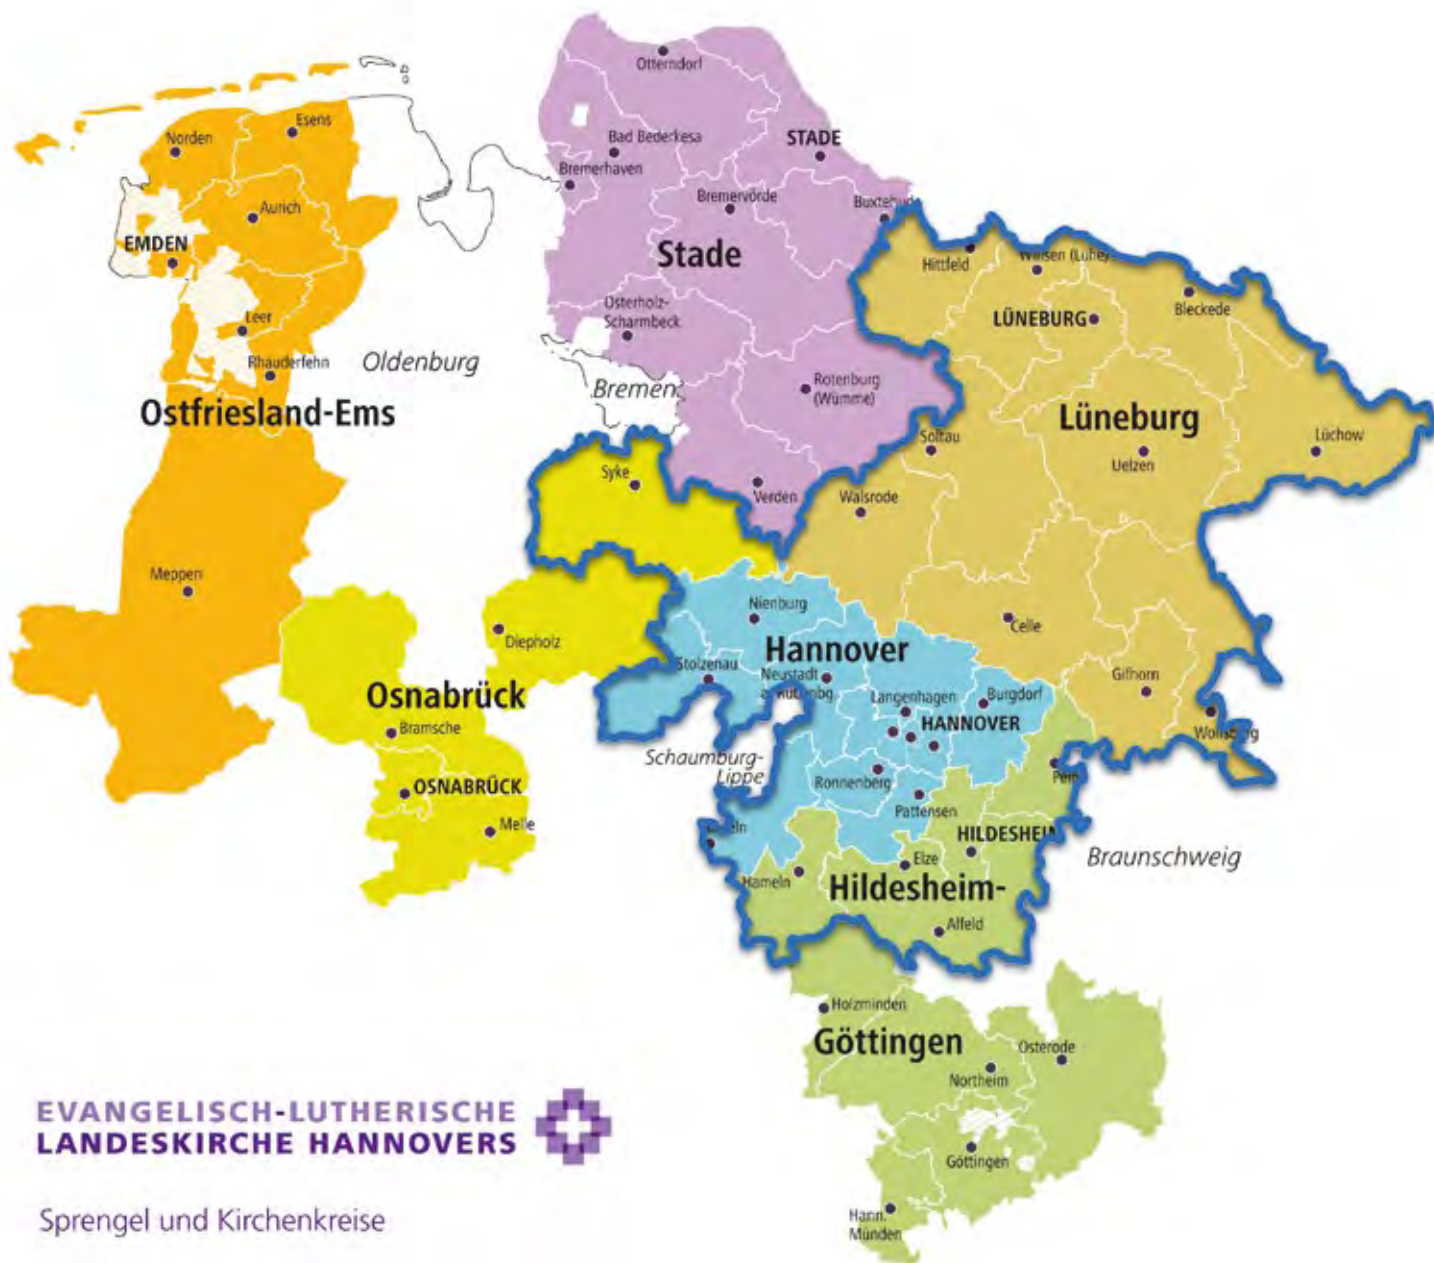 Otterndorf
Esens
Norden
Bad Bederkesa
STADE
Bremerhaven
Bremervörde
Aurich
EMDEN
Stade
Hittfeld
Bleckede
LÜNEBURG
Osterholz-
Scharmbeck
Leer
Rhauderfehn
Oldenburg
Bremen
Rotenburg
(Wümme)
Ostfriesland-Ems
Lüneburg
Soltau
Lüchow
Uelzen
Syke
Verden
Walsrode
Meppen
Nienburg
Celle
Diepholz
Hannover
Stolzenau
Neustadt
Gifhorn
Osnabrück
Langenhagen
Burgdorf
HANNOVER
Bramsche
Schaumburg-
Lippe
Ronnenberg
OSNABRÜCK
Pattensen
Melle
Elze
Braunschweig
Hameln
Hildesheim-
Alfeld
Holzminden
Göttingen
Osterode
Northeim
EVANGELISCH-LUTHERISCHE
LANDESKIRCHE HANNOVERS
Göttingen
Hann.
Münden
Sprengel und Kirchenkreise